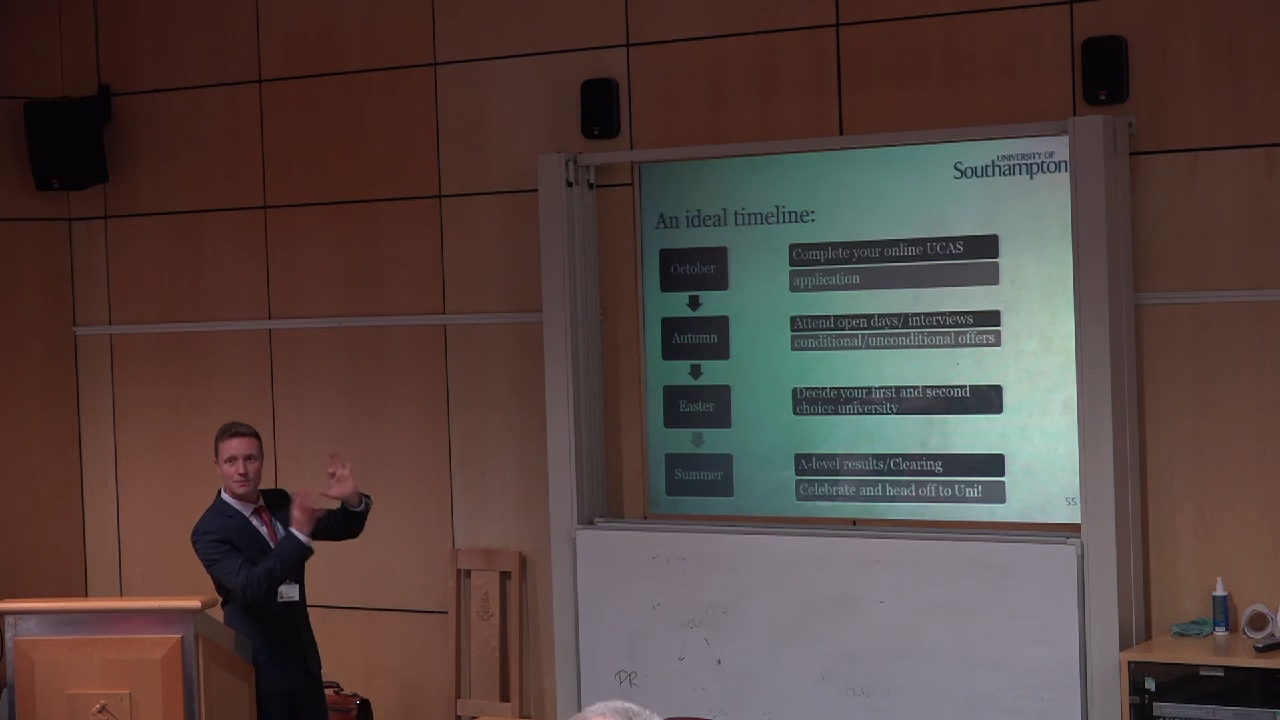 UNIVERSITY OF
Southampton
An ideal timeline:
October
Complete your online UCAS
application
Autumn
Attend open days/ interviews
conditional/unconditional offers
Easter
Decide your first and second
choice university
Summer
A-level results/Clearing
Celebrate and head off to Uni!
55
PR